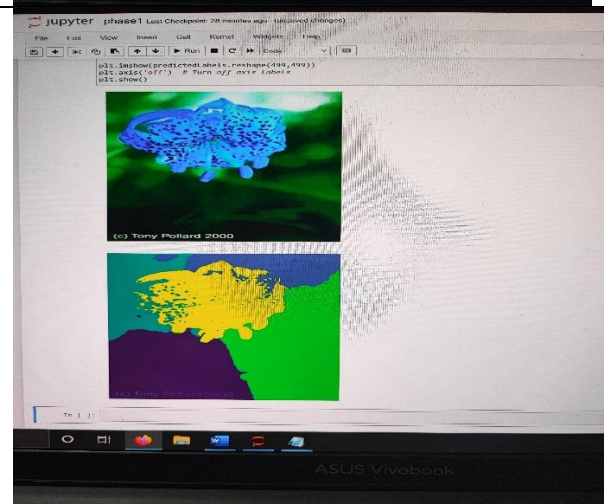 jupyter phase1 Last Checkpoint: 28 minutes ago (unsaved changes)
File Edit View Insert Cell Kernel Widgets Help
Run Code
plt.imshow(predictedLabels.reshape(499,499))
plt.axis('off') # Turn off axis labels
plt.show()
(c) Tony Pollard 2000
(c) Tony
In [ ]:
ASUS Vivobook